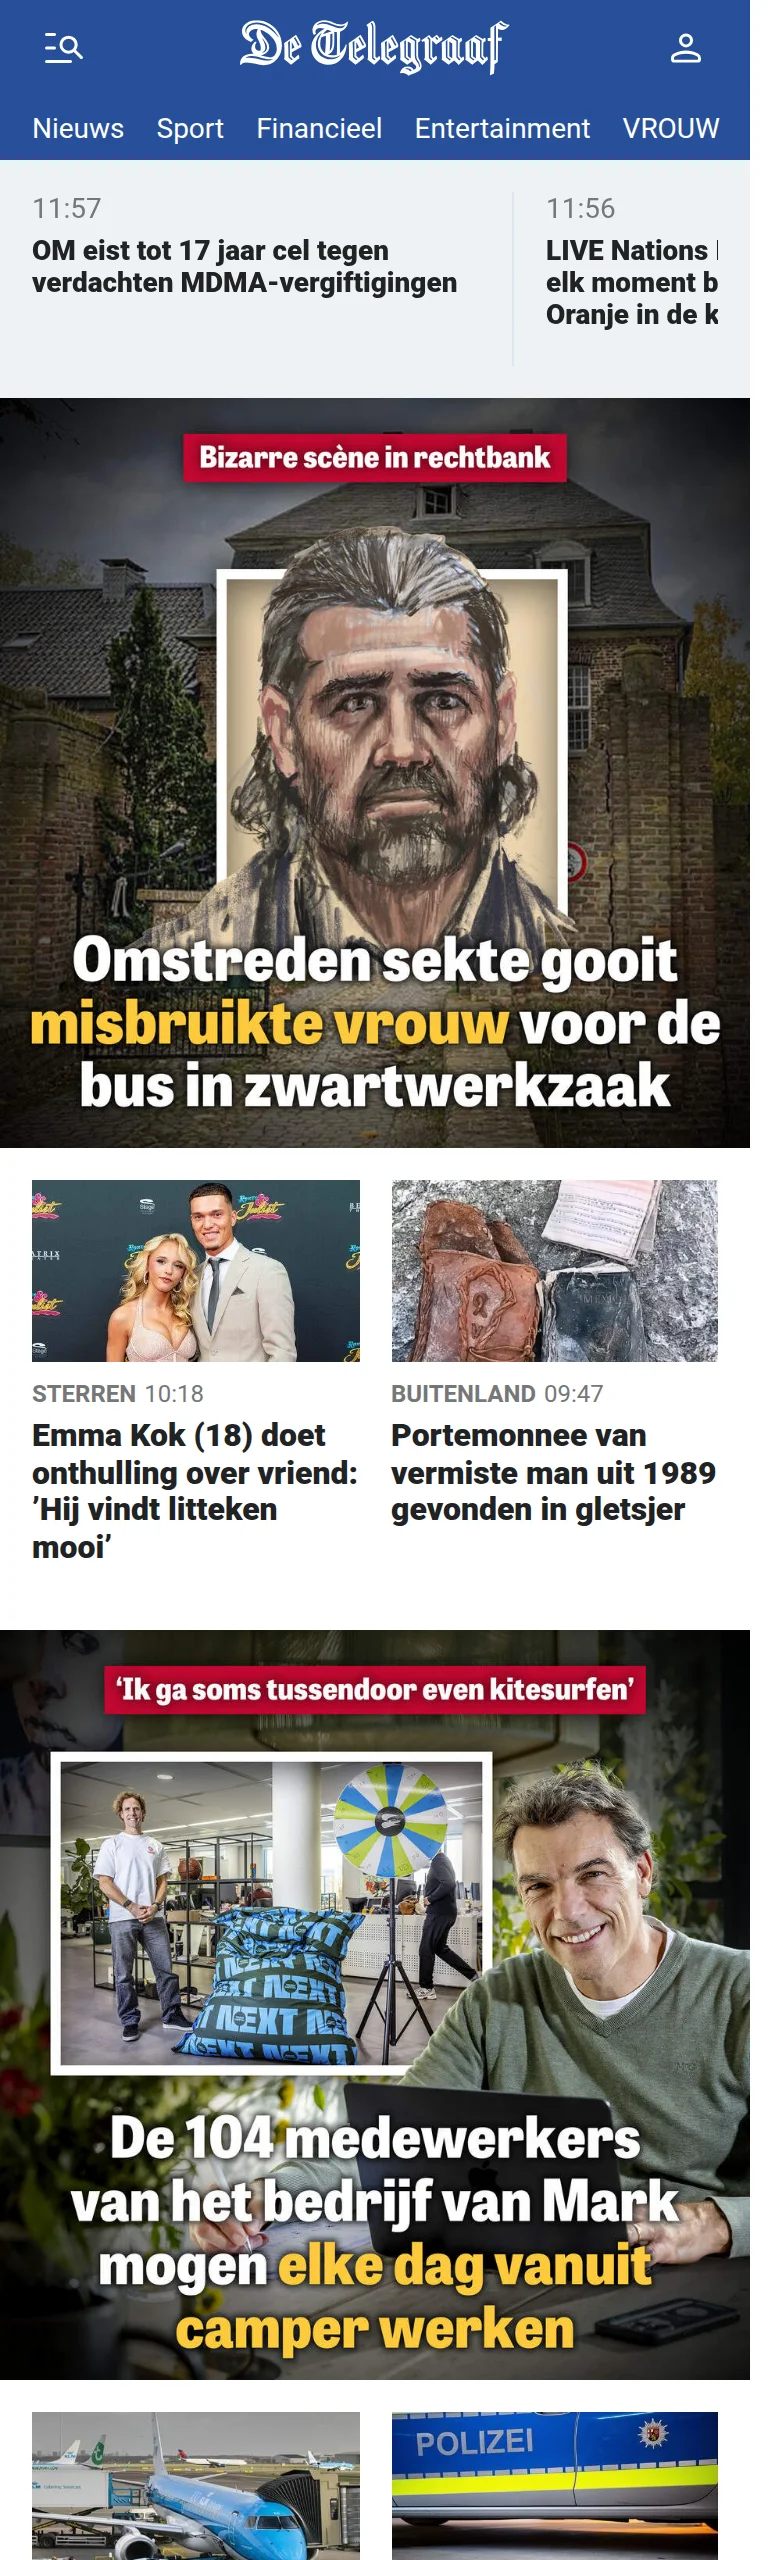 De Telegraaf
Nieuws Sport Financieel Entertainment VROUW
11:57
OM eist tot 17 jaar cel tegen
verdachten MDMA-vergiftigingen
11:56
LIVE Nations
elk moment b
Oranje in de k
Bizarre scène in rechtbank
Omstreden sekte gooit
misbruikte vrouw voor de
bus in zwartwerkzaak
STERREN 10:18
Emma Kok (18) doet
onthulling over vriend:
’Hij vindt litteken
mooi’
BUITENLAND 09:47
Portemonnee van
vermiste man uit 1989
gevonden in gletsjer
‘Ik ga soms tussendoor even kitesurfen’
NEXT NEXT
NEXT
De 104 medewerkers
van het bedrijf van Mark
mogen elke dag vanuit
camper werken
POLIZEI